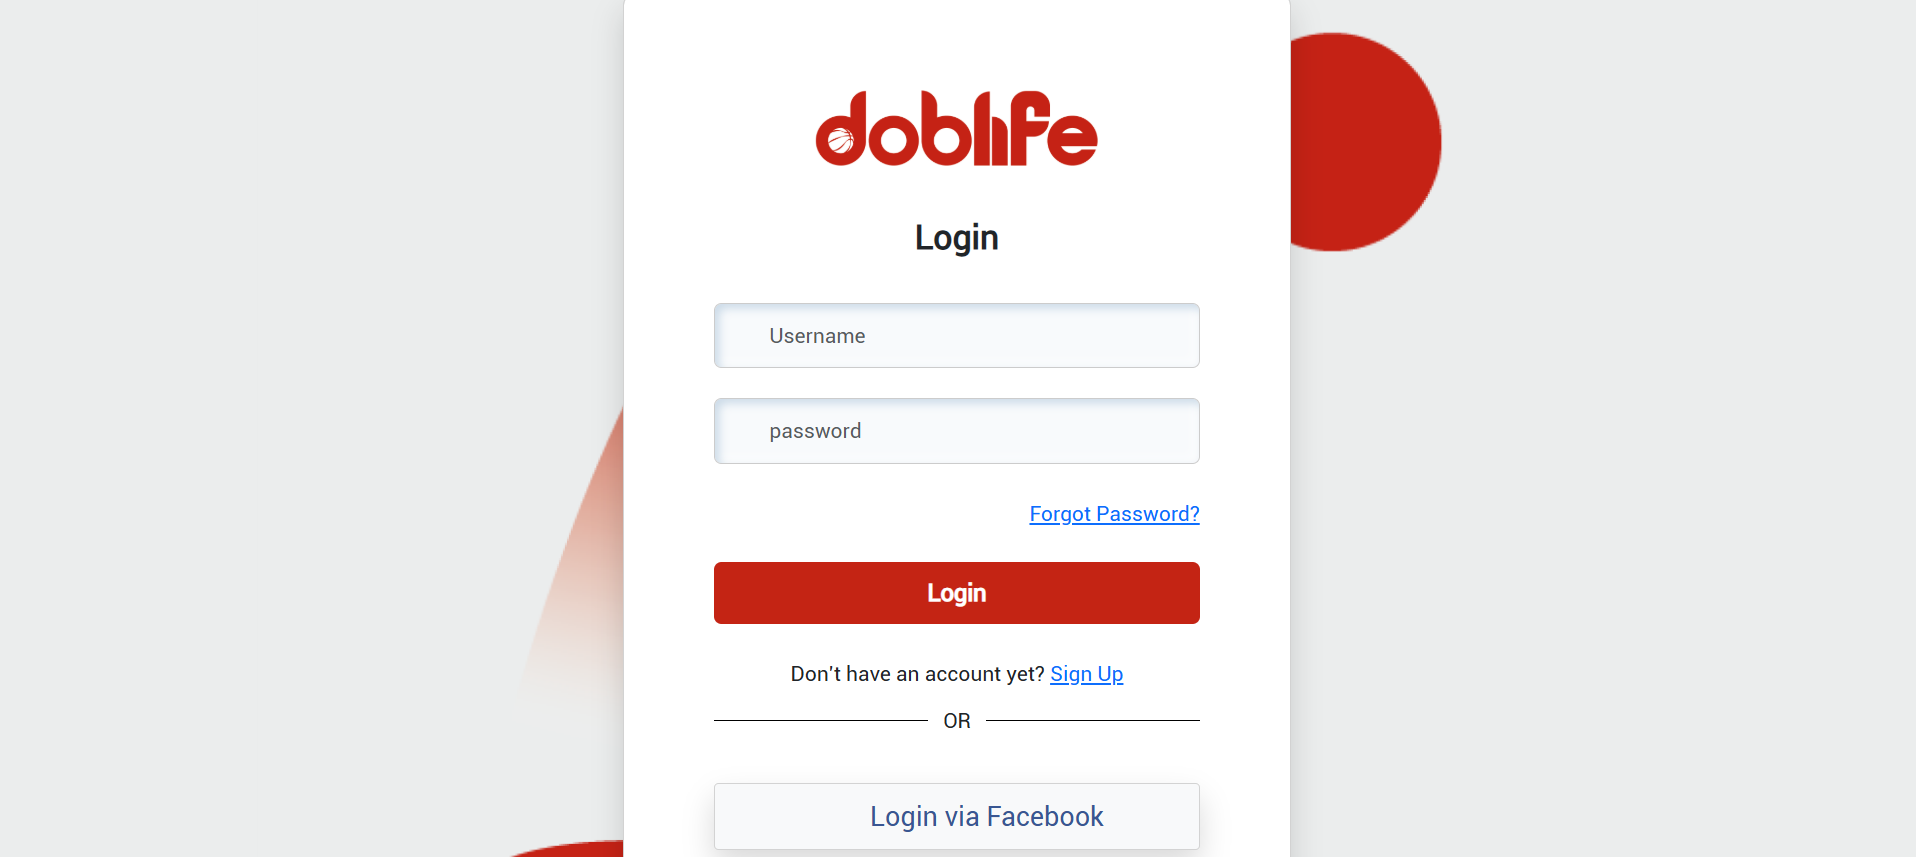 doblife
Login
Username
password
Forgot Password?
Login
Don't have an account yet? Sign Up
OR
Login via Facebook